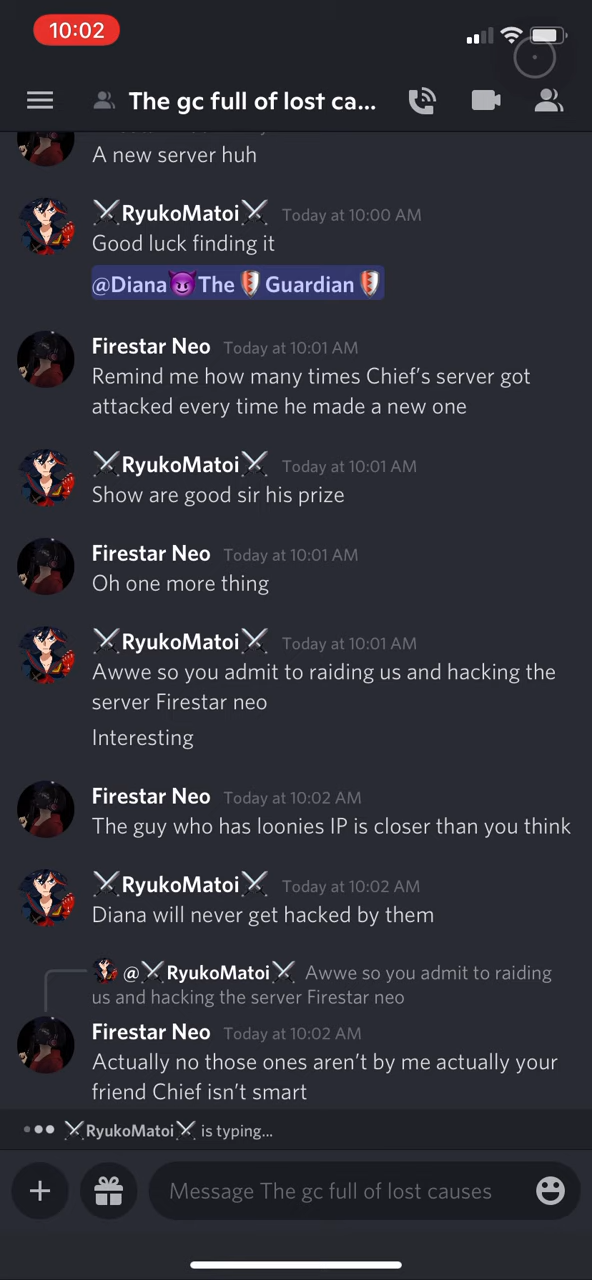 10:02
The gc full of lost ca...
A new server huh
⚔RyukoMatoi⚔ Today at 10:00 AM
Good luck finding it
@Diana😈The🛡Guardian🛡
Firestar Neo Today at 10:01 AM
Remind me how many times Chief's server got
attacked every time he made a new one
⚔RyukoMatoi⚔ Today at 10:01 AM
Show are good sir his prize
Firestar Neo Today at 10:01 AM
Oh one more thing
⚔RyukoMatoi⚔ Today at 10:01 AM
Awwe so you admit to raiding us and hacking the
server Firestar neo
Interesting
Firestar Neo Today at 10:02 AM
The guy who has loonies IP is closer than you think
⚔RyukoMatoi⚔ Today at 10:02 AM
Diana will never get hacked by them
@⚔RyukoMatoi⚔ Awwe so you admit to raiding
us and hacking the server Firestar neo
Firestar Neo Today at 10:02 AM
Actually no those ones aren't by me actually your
friend Chief isn't smart
⚔RyukoMatoi⚔ is typing...
Message The gc full of lost causes